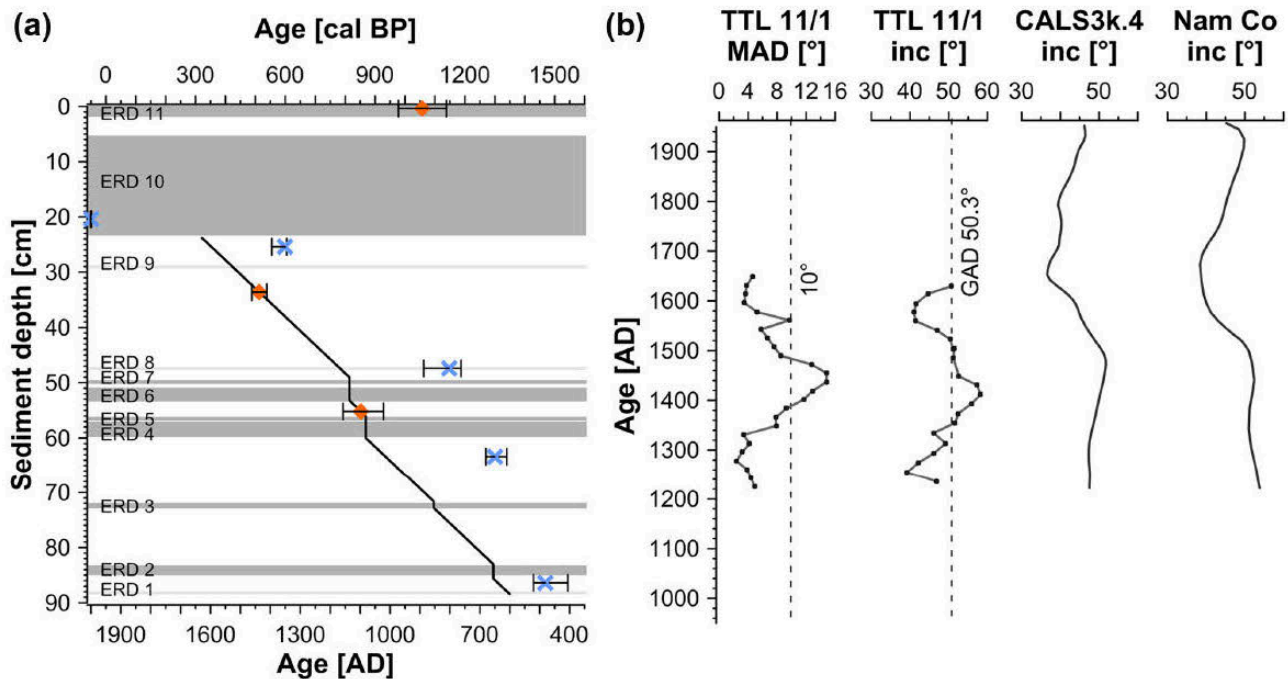 (a)
Age [cal BP]
0 300 600 900 1200 1500
Sediment depth [cm]
0
10
20
30
40
50
60
70
80
90
ERD 11
ERD 10
ERD 9
ERD 8
ERD 7
ERD 6
ERD 5
ERD 4
ERD 3
ERD 2
ERD 1
1900 1600 1300 1000 700 400
Age [AD]
(b)
TTL 11/1
MAD [°]
0 4 8 12 16
TTL 11/1
inc [°]
30 40 50 60
CALS3k.4
inc [°]
30 50
Nam Co
inc [°]
30 50
Age [AD]
1900
1800
1700
1600
1500
1400
1300
1200
1100
1000
10°
GAD 50.3°